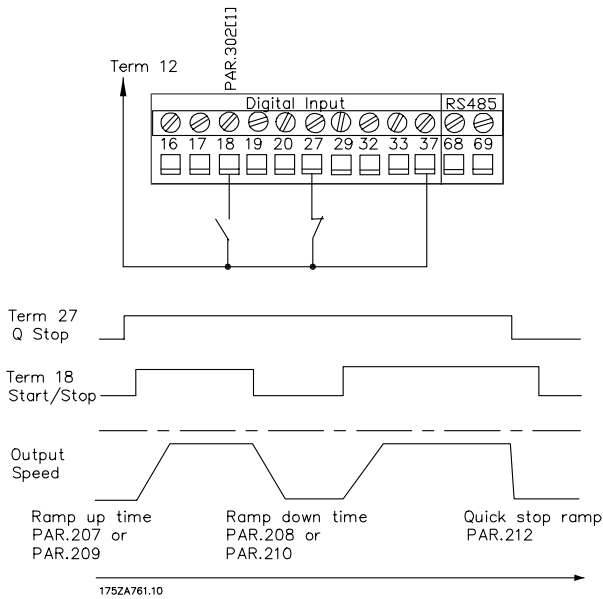 PAR.302[1]
Term 12
Digital Input RS485
16 17 18 19 20 27 29 32 33 37 68 69
Term 27
Q Stop
Term 18
Start/Stop
Output
Speed
Ramp up time
PAR.207 or
PAR.209
Ramp down time
PAR.208 or
PAR.210
Quick stop ramp
PAR.212
175ZA761.10